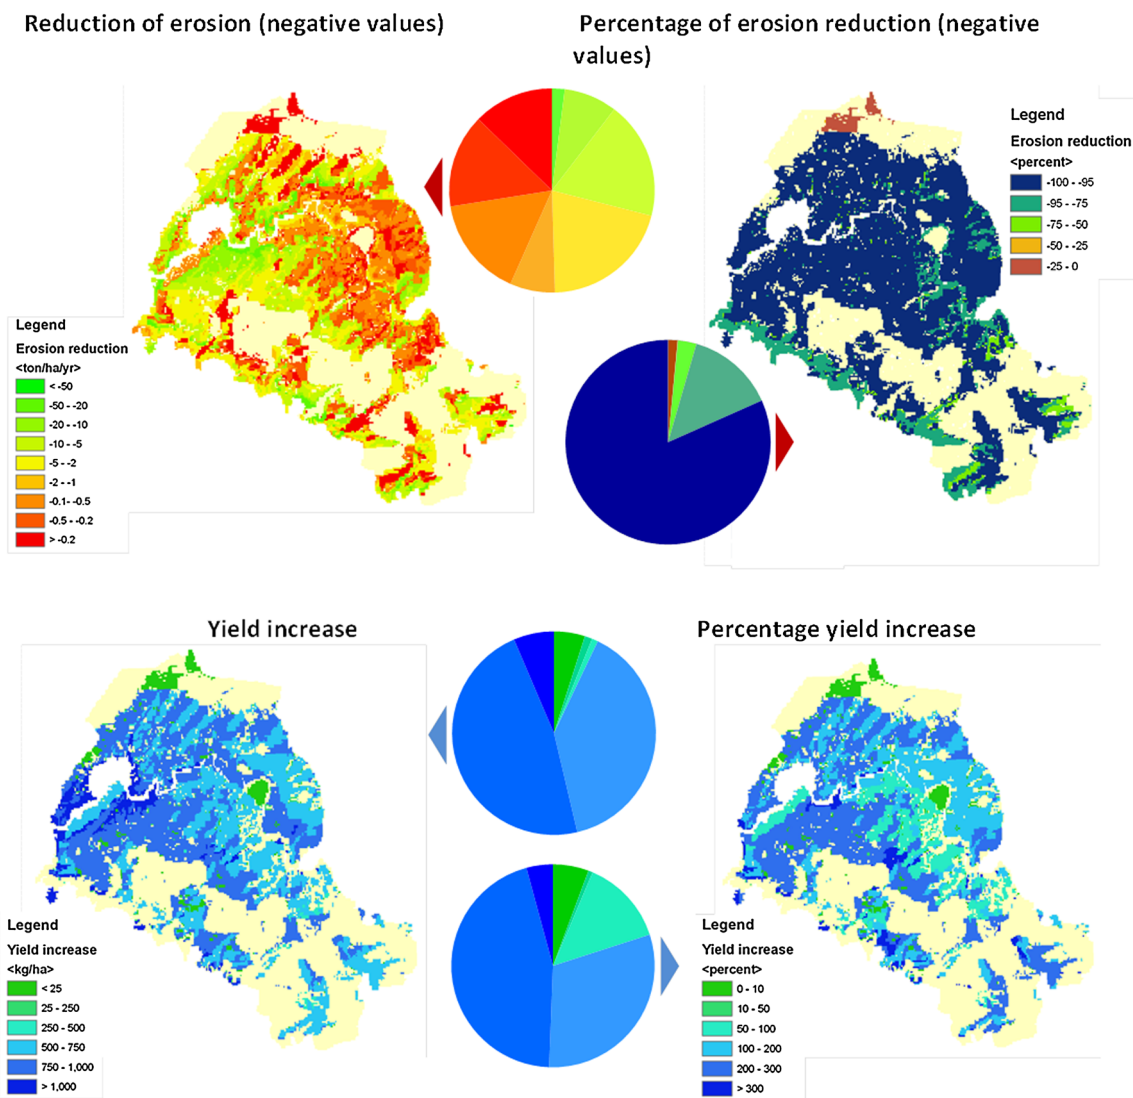 Reduction of erosion (negative values)
Percentage of erosion reduction (negative
values)
Legend
Erosion reduction
<percent>
-100 - -95
-95 - -75
-75 - -50
-50 - -25
-25 - 0
Legend
Erosion reduction
<ton/ha/yr>
< -50
-50 - -20
-20 - -10
-10 - -5
-5 - -2
-2 - -1
-0.1 - -0.5
-0.5 - -0.2
> -0.2
Yield increase
Percentage yield increase
Legend
Yield increase
<kg/ha>
< 25
25 - 250
250 - 500
500 - 750
750 - 1,000
> 1,000
Legend
Yield increase
<percent>
0 - 10
10 - 50
50 - 100
100 - 200
200 - 300
> 300